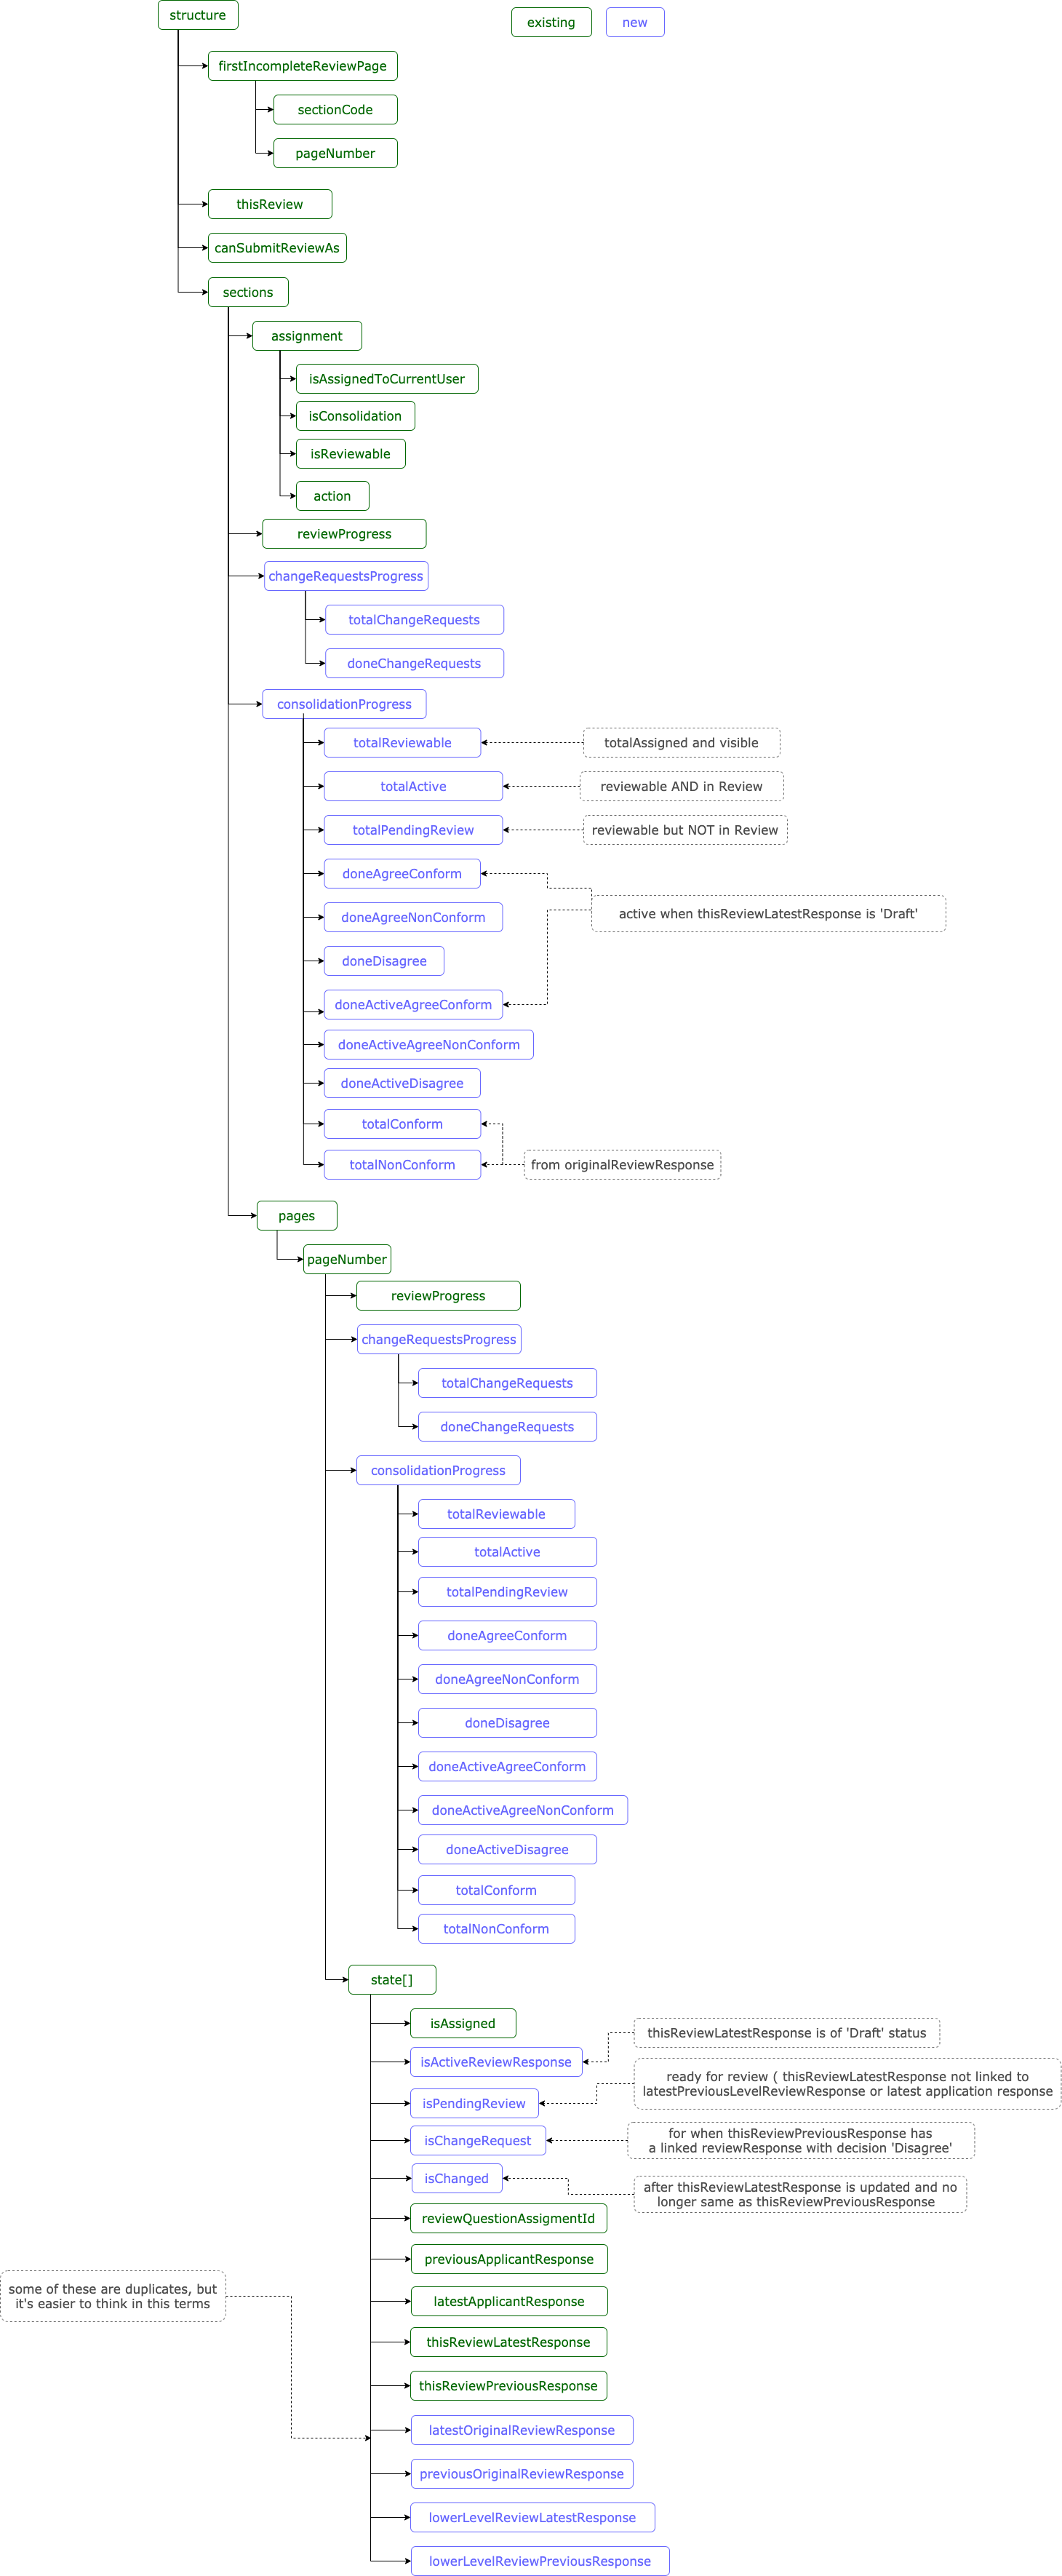 structure
existing
new
firstIncompleteReviewPage
sectionCode
pageNumber
thisReview
canSubmitReviewAs
sections
assignment
isAssignedToCurrentUser
isConsolidation
isReviewable
action
reviewProgress
changeRequestsProgress
totalChangeRequests
doneChangeRequests
consolidationProgress
totalReviewable
totalAssigned and visible
totalActive
reviewable AND in Review
totalPendingReview
reviewable but NOT in Review
doneAgreeConform
active when thisReviewLatestResponse is 'Draft'
doneAgreeNonConform
doneDisagree
doneActiveAgreeConform
doneActiveAgreeNonConform
doneActiveDisagree
totalConform
totalNonConform
from originalReviewResponse
pages
pageNumber
reviewProgress
changeRequestsProgress
totalChangeRequests
doneChangeRequests
consolidationProgress
totalReviewable
totalActive
totalPendingReview
doneAgreeConform
doneAgreeNonConform
doneDisagree
doneActiveAgreeConform
doneActiveAgreeNonConform
doneActiveDisagree
totalConform
totalNonConform
state[]
isAssigned
thisReviewLatestResponse is of 'Draft' status
isActiveReviewResponse
ready for review ( thisReviewLatestResponse not linked to
latestPreviousLevelReviewResponse or latest application response
isPendingReview
for when thisReviewPreviousResponse has
a linked reviewResponse with decision 'Disagree'
isChangeRequest
isChanged
after thisReviewLatestResponse is updated and no
longer same as thisReviewPreviousResponse
reviewQuestionAssigmentId
previousApplicantResponse
some of these are duplicates, but
it's easier to think in this terms
latestApplicantResponse
thisReviewLatestResponse
thisReviewPreviousResponse
latestOriginalReviewResponse
previousOriginalReviewResponse
lowerLevelReviewLatestResponse
lowerLevelReviewPreviousResponse